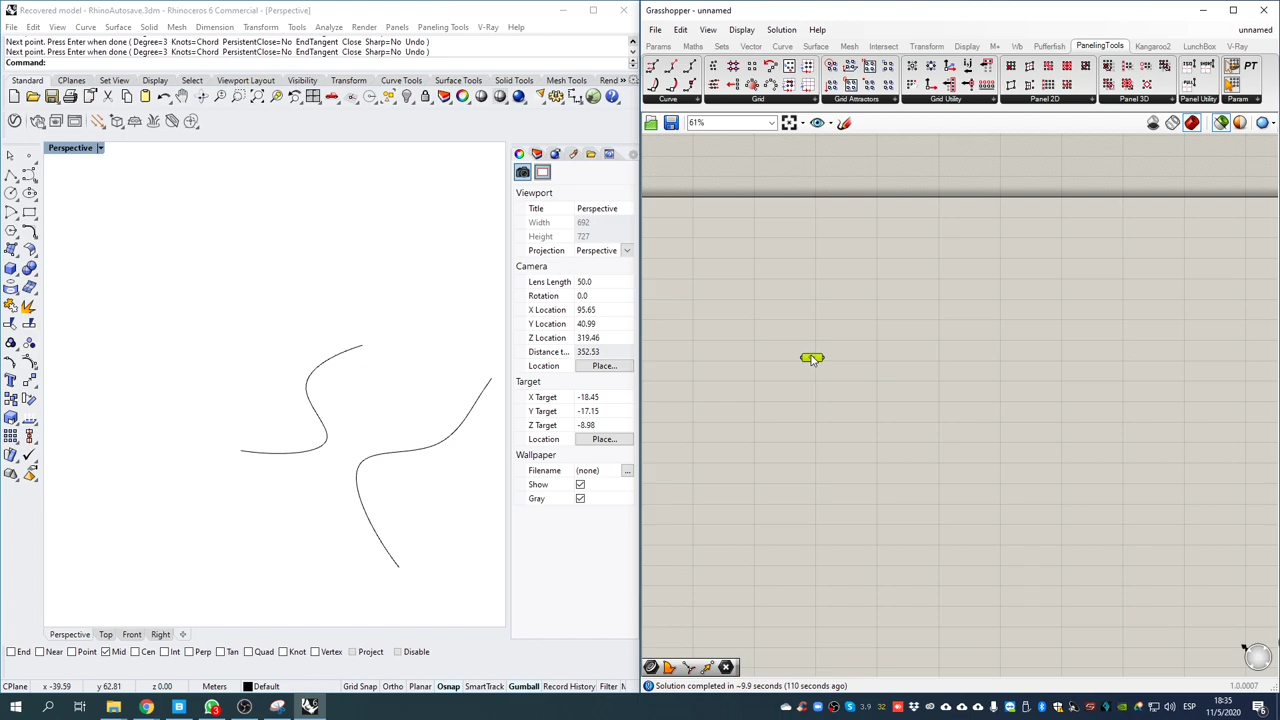 Recovered model - RhinoAutosave.3dm - Rhinoceros 6 Commercial - [Perspective]
File Edit View Curve Surface Solid Mesh Dimension Transform Tools Analyze Render Panels Paneling Tools V-Ray Help
Next point. Press Enter when done ( Degree=3 Knots=Chord PersistentClose=No EndTangent Close Sharp=No Undo )
Next point. Press Enter when done ( Degree=3 Knots=Chord PersistentClose=No EndTangent Close Sharp=No Undo )
Command:
Standard CPlanes Set View Display Select Viewport Layout Visibility Transform Curve Tools Surface Tools Solid Tools Mesh Tools Rend
Perspective
Viewport
Title Perspective
Width 692
Height 727
Projection Perspective
Camera
Lens Length 50.0
Rotation 0.0
X Location 95.65
Y Location 40.99
Z Location 319.46
Distance t... 352.53
Location Place...
Target
X Target -18.45
Y Target -17.15
Z Target -8.98
Location Place...
Wallpaper
Filename (none) ...
Show
Gray
Perspective Top Front Right
End Near Point Mid Cen Int Perp Tan Quad Knot Vertex Project Disable
CPlane x -39.59 y 62.81 z 0.00 Meters Default Grid Snap Ortho Planar Osnap SmartTrack Gumball Record History Filter
Grasshopper - unnamed
File Edit View Display Solution Help unnamed
Params Maths Sets Vector Curve Surface Mesh Intersect Transform Display M+ Wb Pufferfish PanelingTools Kangaroo2 LunchBox V-Ray
PT
Curve Grid Grid Attractors Grid Utility Panel 2D Panel 3D Panel Utility Param
61%
Solution completed in ~9.9 seconds (110 seconds ago) 1.0.0007
3.9 32 ESP 18:35
11/5/2020